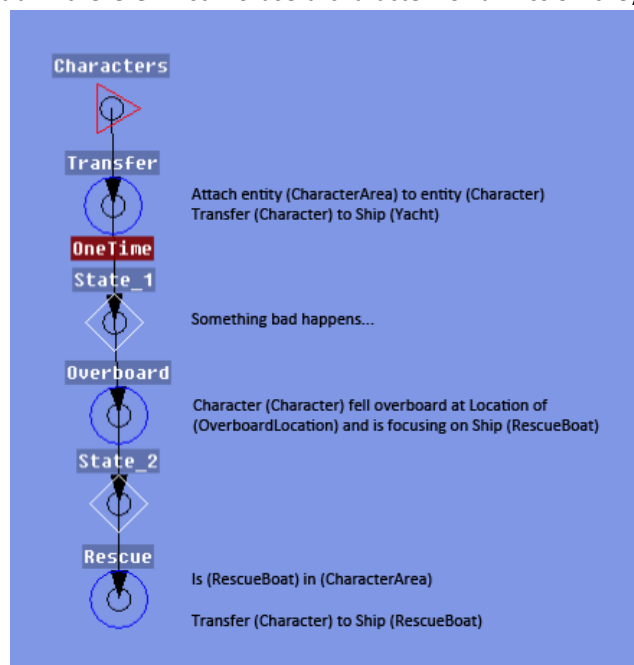 Characters
Transfer
Attach entity (CharacterArea) to entity (Character)
Transfer (Character) to Ship (Yacht)
OneTime
State_1
Something bad happens...
Overboard
Character (Character) fell overboard at Location of
(OverboardLocation) and is focusing on Ship (RescueBoat)
State_2
Rescue
Is (RescueBoat) in (CharacterArea)
Transfer (Character) to Ship (RescueBoat)